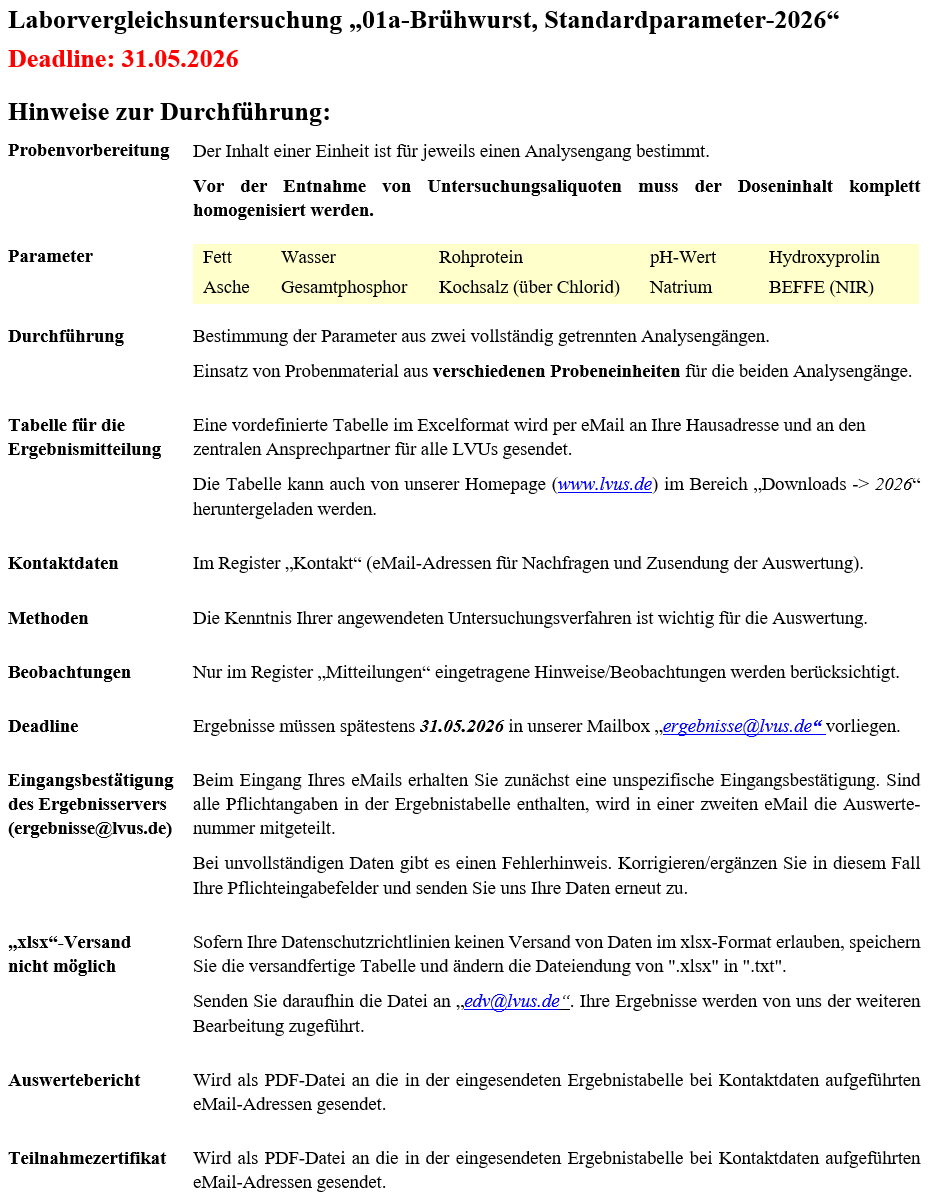 Laborvergleichsuntersuchung „01a-Brühwurst, Standardparameter-2026“
Deadline: 31.05.2026
Hinweise zur Durchführung:
Probenvorbereitung Der Inhalt einer Einheit ist für jeweils einen Analysengang bestimmt.
Vor der Entnahme von Untersuchungsaliquoten muss der Doseninhalt komplett
homogenisiert werden.
Parameter Fett Wasser Rohprotein pH-Wert Hydroxyprolin
Asche Gesamtphosphor Kochsalz (über Chlorid) Natrium BEFFE (NIR)
Durchführung Bestimmung der Parameter aus zwei vollständig getrennten Analysengängen.
Einsatz von Probenmaterial aus verschiedenen Probeneinheiten für die beiden Analysengänge.
Tabelle für die Eine vordefinierte Tabelle im Excelformat wird per eMail an Ihre Hausadresse und an den
Ergebnismitteilung zentralen Ansprechpartner für alle LVUs gesendet.
Die Tabelle kann auch von unserer Homepage (www.lvus.de) im Bereich „Downloads -> 2026“
heruntergeladen werden.
Kontaktdaten Im Register „Kontakt“ (eMail-Adressen für Nachfragen und Zusendung der Auswertung).
Methoden Die Kenntnis Ihrer angewendeten Untersuchungsverfahren ist wichtig für die Auswertung.
Beobachtungen Nur im Register „Mitteilungen“ eingetragene Hinweise/Beobachtungen werden berücksichtigt.
Deadline Ergebnisse müssen spätestens 31.05.2026 in unserer Mailbox „ergebnisse@lvus.de“ vorliegen.
Eingangsbestätigung Beim Eingang Ihres eMails erhalten Sie zunächst eine unspezifische Eingangsbestätigung. Sind
des Ergebnisservers alle Pflichtangaben in der Ergebnistabelle enthalten, wird in einer zweiten eMail die Auswerte-
(ergebnisse@lvus.de) nummer mitgeteilt.
Bei unvollständigen Daten gibt es einen Fehlerhinweis. Korrigieren/ergänzen Sie in diesem Fall
Ihre Pflichteingabefelder und senden Sie uns Ihre Daten erneut zu.
„xlsx“-Versand Sofern Ihre Datenschutzrichtlinien keinen Versand von Daten im xlsx-Format erlauben, speichern
nicht möglich Sie die versandfertige Tabelle und ändern die Dateiendung von ".xlsx" in ".txt".
Senden Sie daraufhin die Datei an „edv@lvus.de“. Ihre Ergebnisse werden von uns der weiteren
Bearbeitung zugeführt.
Auswertebericht Wird als PDF-Datei an die in der eingesendeten Ergebnistabelle bei Kontaktdaten aufgeführten
eMail-Adressen gesendet.
Teilnahmezertifikat Wird als PDF-Datei an die in der eingesendeten Ergebnistabelle bei Kontaktdaten aufgeführten
eMail-Adressen gesendet.